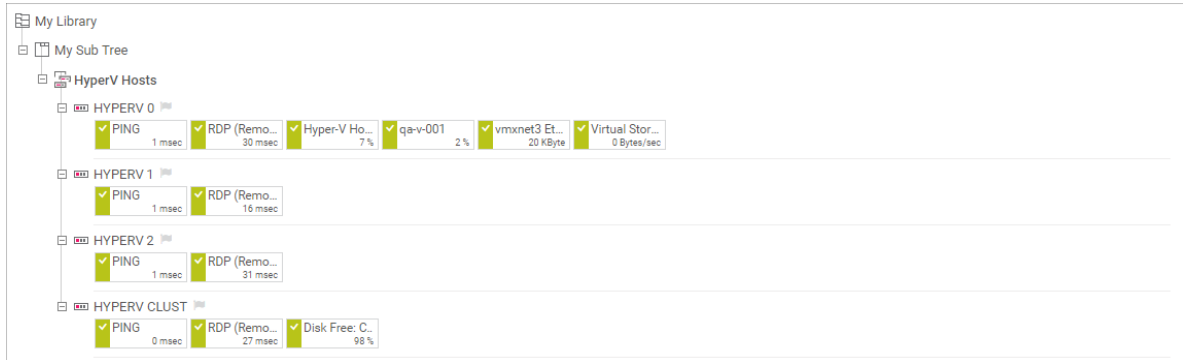 My Library
My Sub Tree
HyperV Hosts
HYPERV 0
PING RDP (Remo... Hyper-V Ho... qa-v-001 vmxnet3 Et... Virtual Stor...
1 msec 30 msec 7 % 2 % 20 KByte 0 Bytes/sec
HYPERV 1
PING RDP (Remo...
1 msec 16 msec
HYPERV 2
PING RDP (Remo...
1 msec 31 msec
HYPERV CLUST
PING RDP (Remo... Disk Free: C..
0 msec 27 msec 98 %